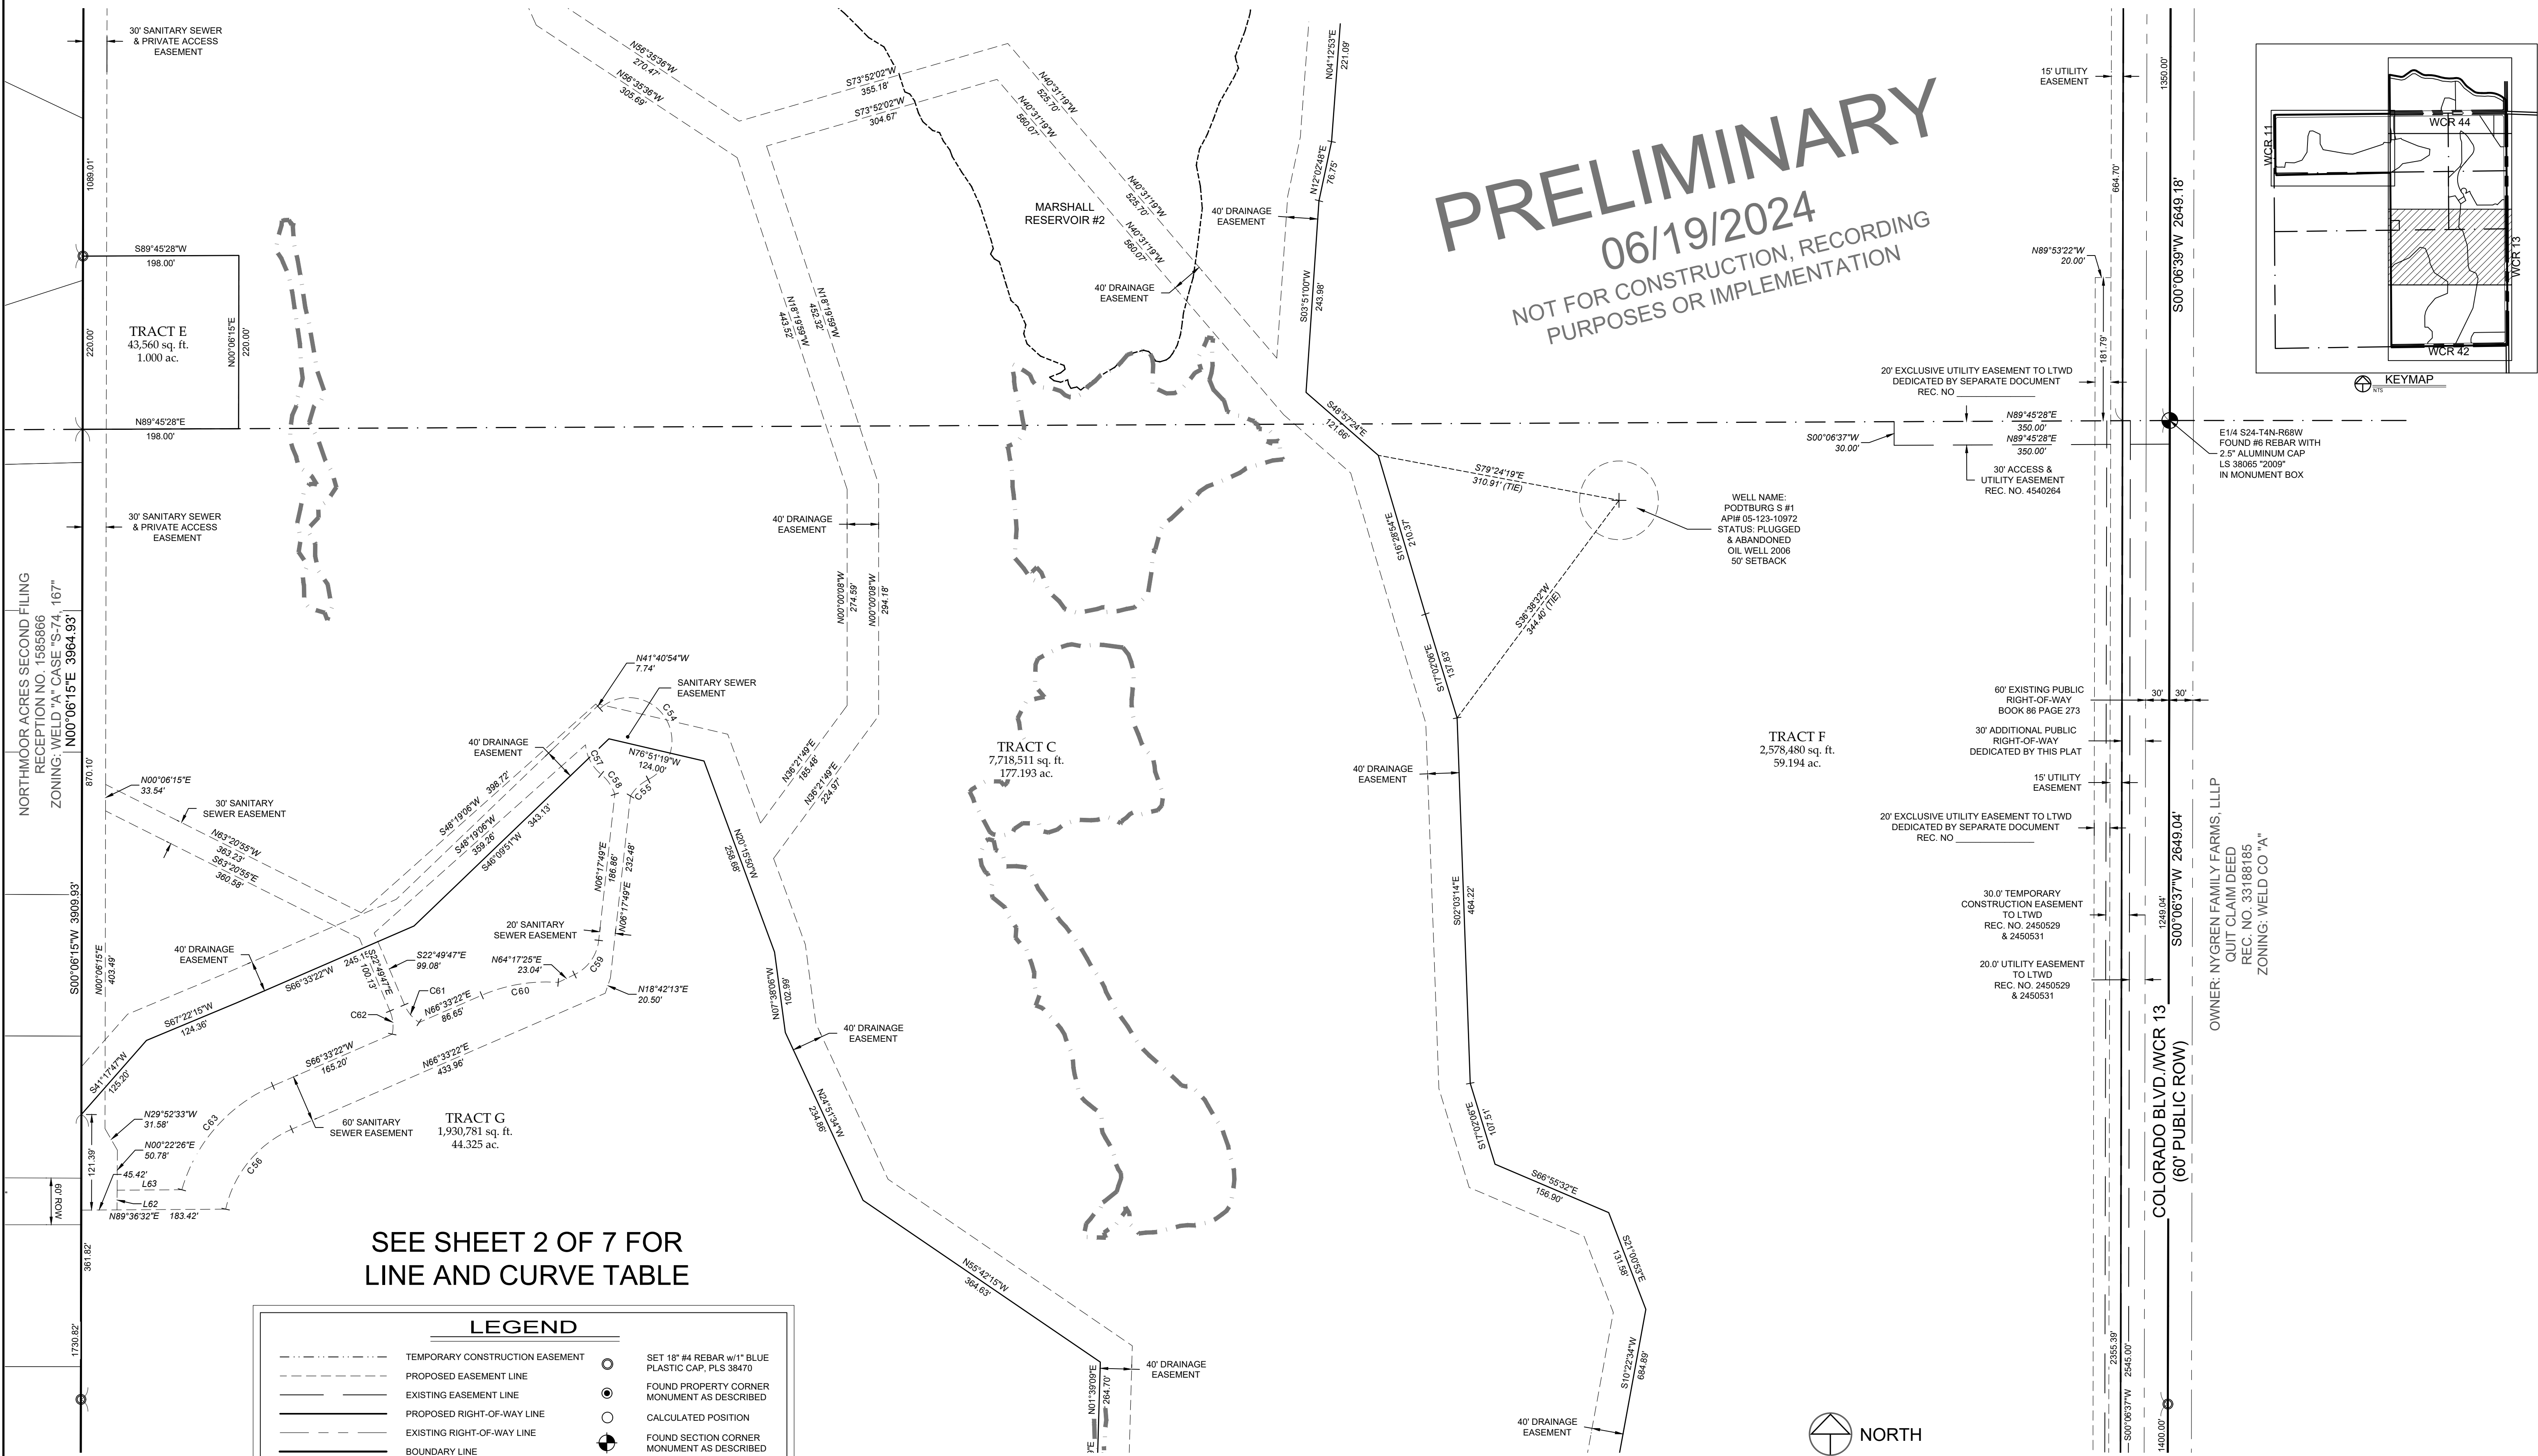 30' SANITARY SEWER
& PRIVATE ACCESS
EASEMENT
1089.01'
S89°45'28"W
198.00'
220.00'
TRACT E
43,560 sq. ft.
1.000 ac.
N00°06'15"E
220.00'
N89°45'28"E
198.00'
30' SANITARY SEWER
& PRIVATE ACCESS
EASEMENT
NORTHMOOR ACRES SECOND FILING
RECEPTION NO. 1585866
ZONING: WELD "A" CASE "S-74, 167"
N00°06'15"E 3964.93'
870.10'
S00°06'15"W 3909.93'
N56°35'36"W
270.47'
N56°35'36"W
305.69'
S73°52'02"W
355.18'
S73°52'02"W
304.67'
N40°31'19"W
525.70'
N40°31'19"W
560.07'
N40°31'19"W
525.70'
N40°31'19"W
560.07'
MARSHALL
RESERVOIR #2
40' DRAINAGE
EASEMENT
40' DRAINAGE
EASEMENT
N04°12'53"E
221.09'
N12°02'48"E
76.75'
S03°51'00"W
243.98'
N18°19'59"W
443.52'
N18°19'59"W
452.32'
40' DRAINAGE
EASEMENT
N00°00'08"W
274.59'
N00°00'08"W
294.18'
N36°21'49"E
185.48'
N36°21'49"E
224.97'
PRELIMINARY
06/19/2024
NOT FOR CONSTRUCTION, RECORDING
PURPOSES OR IMPLEMENTATION
S48°57'24"E
121.66'
S79°24'19"E
310.91' (TIE)
S16°28'54"E
210.37'
S36°38'32"W
344.40' (TIE)
S17°02'06"E
137.83'
WELL NAME:
PODTBURG S #1
API# 05-123-10972
STATUS: PLUGGED
& ABANDONED
OIL WELL 2006
50' SETBACK
TRACT C
7,718,511 sq. ft.
177.193 ac.
TRACT F
2,578,480 sq. ft.
59.194 ac.
40' DRAINAGE
EASEMENT
S02°03'14"E
464.22'
S17°02'06"E
107.51'
S66°55'32"E
156.90'
S21°00'53"E
131.58'
S10°22'34"W
684.89'
40' DRAINAGE
EASEMENT
N41°40'54"W
7.74'
SANITARY SEWER
EASEMENT
C54
40' DRAINAGE
EASEMENT
N76°51'19"W
124.00'
C57
C58
C55
N00°06'15"E
33.54'
30' SANITARY
SEWER EASEMENT
N63°20'55"W
363.23'
S63°20'55"E
360.58'
S48°19'06"W 398.72'
S48°19'06"W
359.26'
S46°09'51"W 343.13'
N06°17'49"E
186.86'
N06°17'49"E 232.48'
N20°15'50"W
258.68'
N07°38'06"W
102.99'
40' DRAINAGE
EASEMENT
N24°51'34"W
234.86'
N55°42'15"W
364.63'
40' DRAINAGE
EASEMENT
N01°39'09"E
264.70'
N00°06'15"E
403.49'
40' DRAINAGE
EASEMENT
S66°33'22"W 245.15'
S22°49'47"E
100.13'
S22°49'47"E
99.08'
20' SANITARY
SEWER EASEMENT
N64°17'25"E
23.04'
C59
C60
C61
C62
N66°33'22"E
86.65'
N18°42'13"E
20.50'
S67°22'15"W
124.36'
S41°17'47"W
125.20'
S66°33'22"W
165.20'
N66°33'22"E
433.96'
C63
C56
60' SANITARY
SEWER EASEMENT
TRACT G
1,930,781 sq. ft.
44.325 ac.
N29°52'33"W
31.58'
N00°22'26"E
50.78'
121.39'
45.42'
L63
L62
N89°36'32"E 183.42'
60' ROW
361.82'
1730.82'
SEE SHEET 2 OF 7 FOR
LINE AND CURVE TABLE
LEGEND
TEMPORARY CONSTRUCTION EASEMENT
PROPOSED EASEMENT LINE
EXISTING EASEMENT LINE
PROPOSED RIGHT-OF-WAY LINE
EXISTING RIGHT-OF-WAY LINE
BOUNDARY LINE
SET 18" #4 REBAR w/1" BLUE
PLASTIC CAP, PLS 38470
FOUND PROPERTY CORNER
MONUMENT AS DESCRIBED
CALCULATED POSITION
FOUND SECTION CORNER
MONUMENT AS DESCRIBED
NORTH
15' UTILITY
EASEMENT
1350.00'
664.70'
S00°06'39"W 2649.18'
N89°53'22"W
20.00'
181.79'
20' EXCLUSIVE UTILITY EASEMENT TO LTWD
DEDICATED BY SEPARATE DOCUMENT
REC. NO
N89°45'28"E
350.00'
N89°45'28"E
350.00'
S00°06'37"W
30.00'
30' ACCESS &
UTILITY EASEMENT
REC. NO. 4540264
E1/4 S24-T4N-R68W
FOUND #6 REBAR WITH
2.5" ALUMINUM CAP
LS 38065 "2009"
IN MONUMENT BOX
60' EXISTING PUBLIC
RIGHT-OF-WAY
BOOK 86 PAGE 273
30' 30'
30' ADDITIONAL PUBLIC
RIGHT-OF-WAY
DEDICATED BY THIS PLAT
15' UTILITY
EASEMENT
20' EXCLUSIVE UTILITY EASEMENT TO LTWD
DEDICATED BY SEPARATE DOCUMENT
REC. NO
30.0' TEMPORARY
CONSTRUCTION EASEMENT
TO LTWD
REC. NO. 2450529
& 2450531
20.0' UTILITY EASEMENT
TO LTWD
REC. NO. 2450529
& 2450531
1249.04'
S00°06'37"W 2649.04'
COLORADO BLVD./WCR 13
(60' PUBLIC ROW)
OWNER: NYGREN FAMILY FARMS, LLLP
QUIT CLAIM DEED
REC. NO. 33188185
ZONING: WELD CO "A"
2355.39'
S00°06'37"W 2545.00'
1400.00'
WCR 44
WCR 11
WCR 13
WCR 42
KEYMAP
NTS